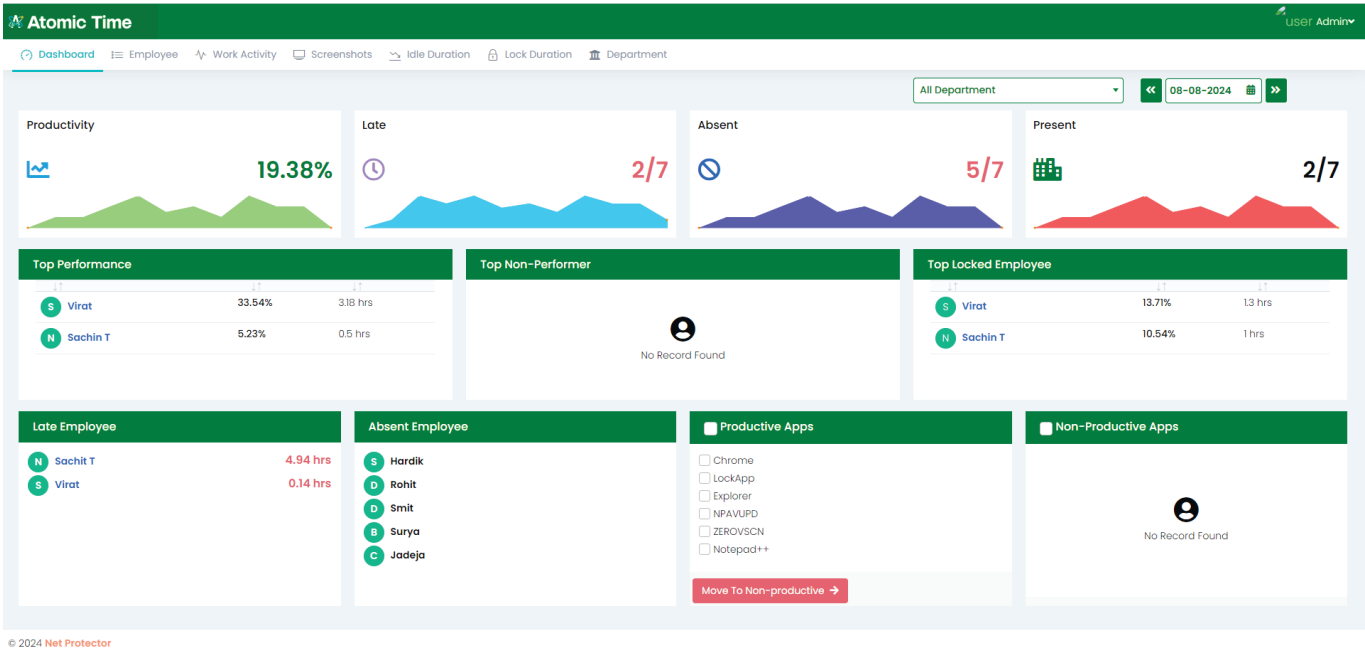 Atomic Time
user Admin
Dashboard Employee Work Activity Screenshots Idle Duration Lock Duration Department
All Department 08-08-2024
Productivity Late Absent Present
19.38% 2/7 5/7 2/7
Top Performance
S Virat 33.54% 3.18 hrs
N Sachin T 5.23% 0.5 hrs
Top Non-Performer
No Record Found
Top Locked Employee
S Virat 13.71% 1.3 hrs
N Sachin T 10.54% 1 hrs
Late Employee
N Sachit T 4.94 hrs
S Virat 0.14 hrs
Absent Employee
S Hardik
D Rohit
D Smit
B Surya
C Jadeja
Productive Apps
Chrome
LockApp
Explorer
NPAVUPD
ZEROVSCN
Notepad++
Move To Non-productive
Non-Productive Apps
No Record Found
© 2024 Net Protector